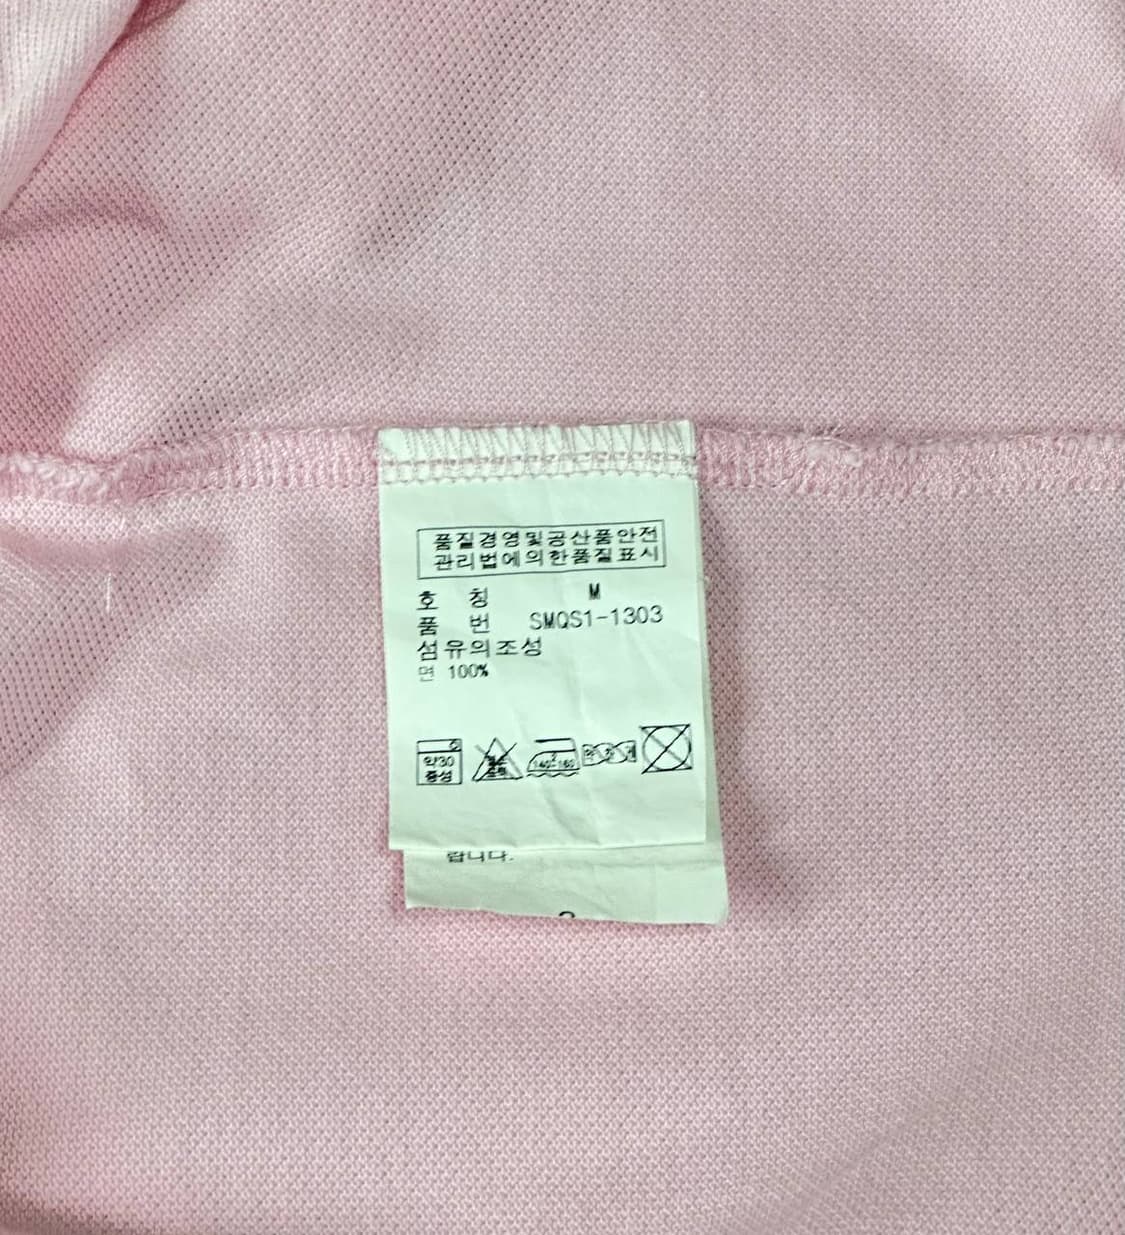 품질경영및공산품안전
관리법에의한품질표시
호 칭 M
품 번 SMQS1-1303
섬유의조성
면 100%
약30
중성
140~160
랍니다.